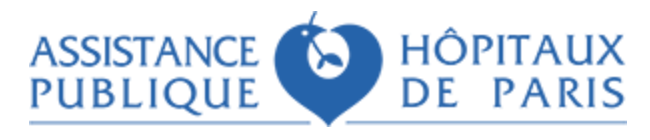 ASSISTANCE
PUBLIQUE
HÔPITAUX
DE PARIS